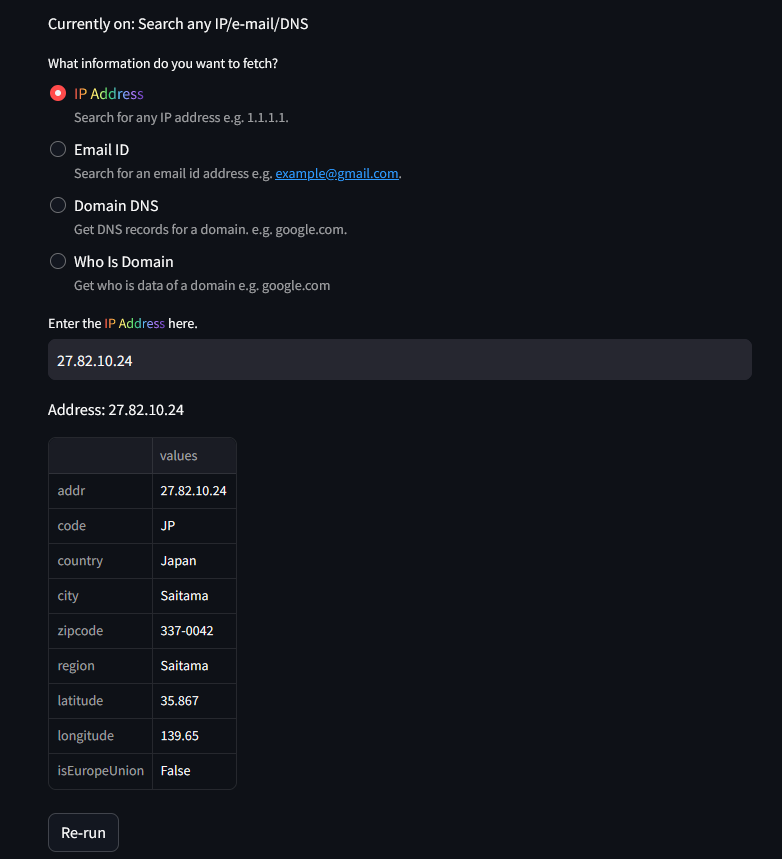 Currently on: Search any IP/e-mail/DNS
What information do you want to fetch?
IP Address
Search for any IP address e.g. 1.1.1.1.
Email ID
Search for an email id address e.g. example@gmail.com.
Domain DNS
Get DNS records for a domain. e.g. google.com.
Who Is Domain
Get who is data of a domain e.g. google.com
Enter the IP Address here.
27.82.10.24
Address: 27.82.10.24
values
addr 27.82.10.24
code JP
country Japan
city Saitama
zipcode 337-0042
region Saitama
latitude 35.867
longitude 139.65
isEuropeUnion False
Re-run